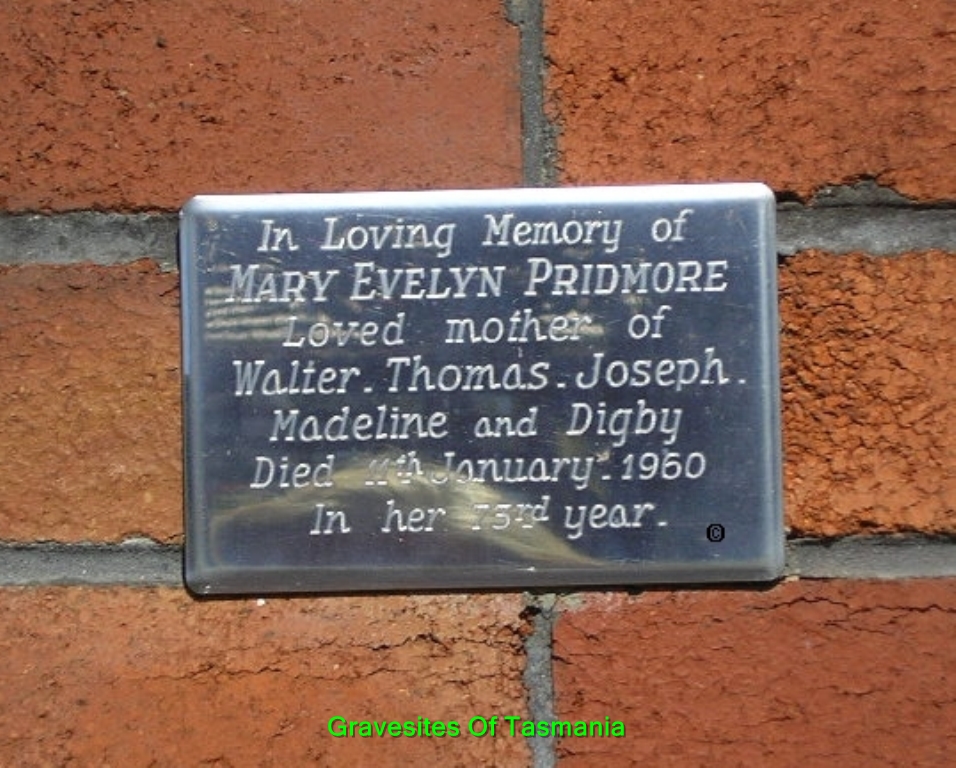 In Loving Memory of
MARY EVELYN PRIDMORE
Loved mother of
Walter. Thomas. Joseph.
Madeline and Digby
Died 11th January. 1960
In her 73rd year.
©
Gravesites Of Tasmania